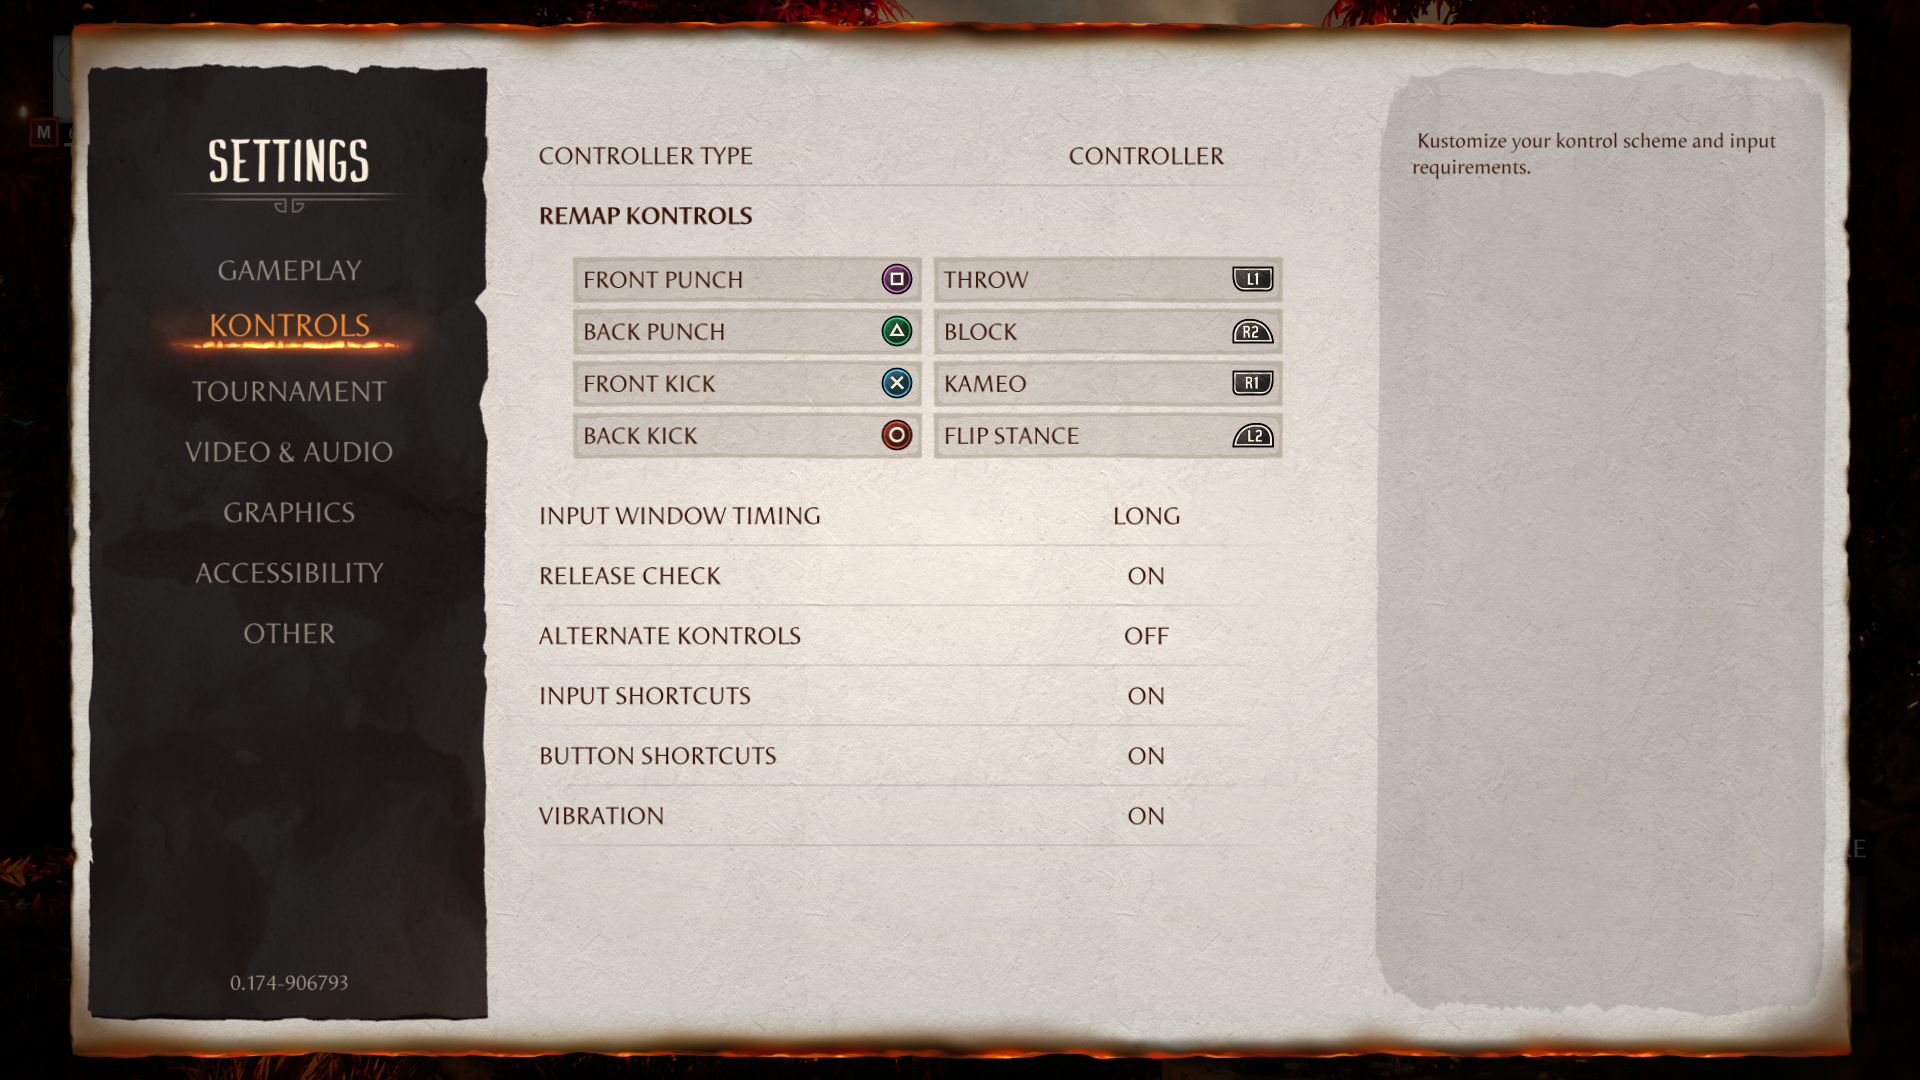 SETTINGS
GAMEPLAY
KONTROLS
TOURNAMENT
VIDEO & AUDIO
GRAPHICS
ACCESSIBILITY
OTHER
0.174-906793
M
CONTROLLER TYPE CONTROLLER
REMAP KONTROLS
FRONT PUNCH THROW L1
BACK PUNCH BLOCK R2
FRONT KICK KAMEO R1
BACK KICK FLIP STANCE L2
INPUT WINDOW TIMING LONG
RELEASE CHECK ON
ALTERNATE KONTROLS OFF
INPUT SHORTCUTS ON
BUTTON SHORTCUTS ON
VIBRATION ON
Kustomize your kontrol scheme and input
requirements.